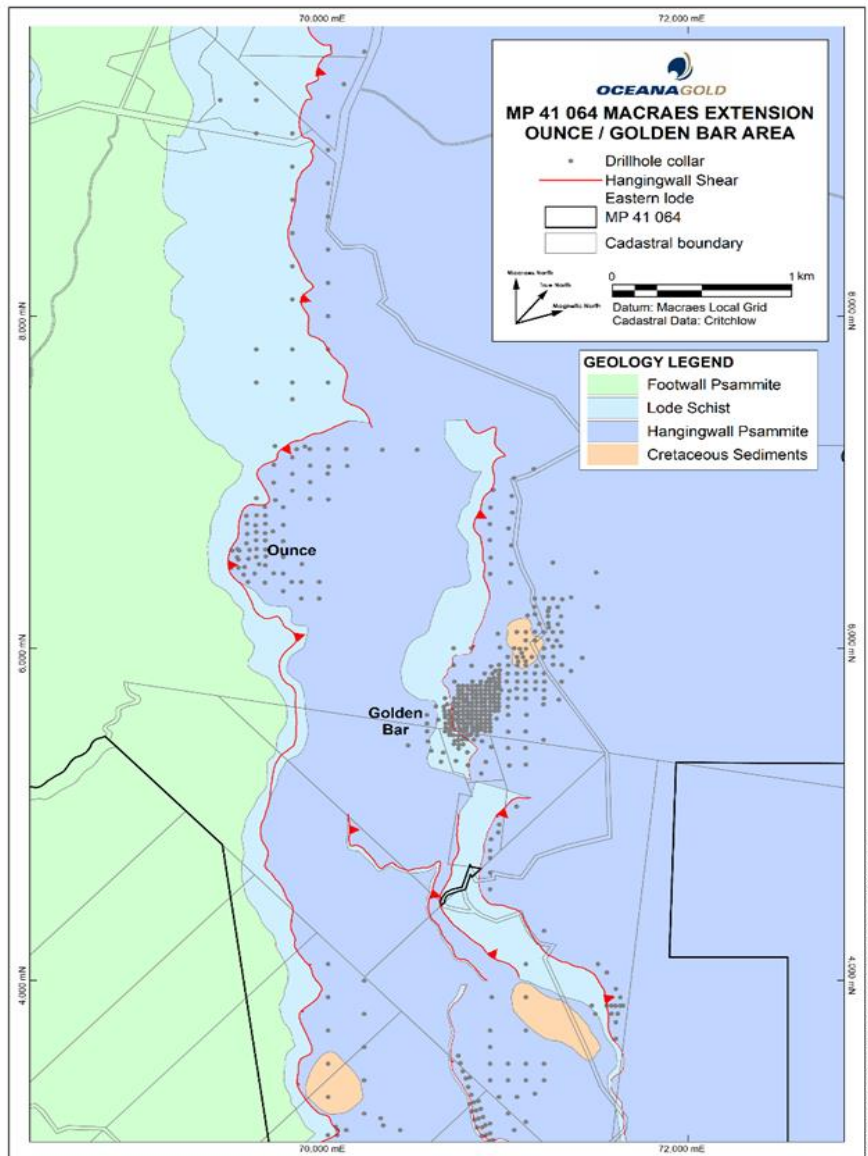 70,000 mE
72,000 mE
OCEANAGOLD
MP 41 064 MACRAES EXTENSION
OUNCE / GOLDEN BAR AREA
Drillhole collar
Hangingwall Shear
Eastern lode
MP 41 064
Cadastral boundary
Macraes North
True North
Magnetic North
0
1 km
Datum: Macraes Local Grid
Cadastral Data: Critchlow
8,000 mN
8,000 mN
GEOLOGY LEGEND
Footwall Psammite
Lode Schist
Hangingwall Psammite
Cretaceous Sediments
Ounce
6,000 mN
6,000 mN
Golden
Bar
4,000 mN
4,000 mN
70,000 mE
72,000 mE